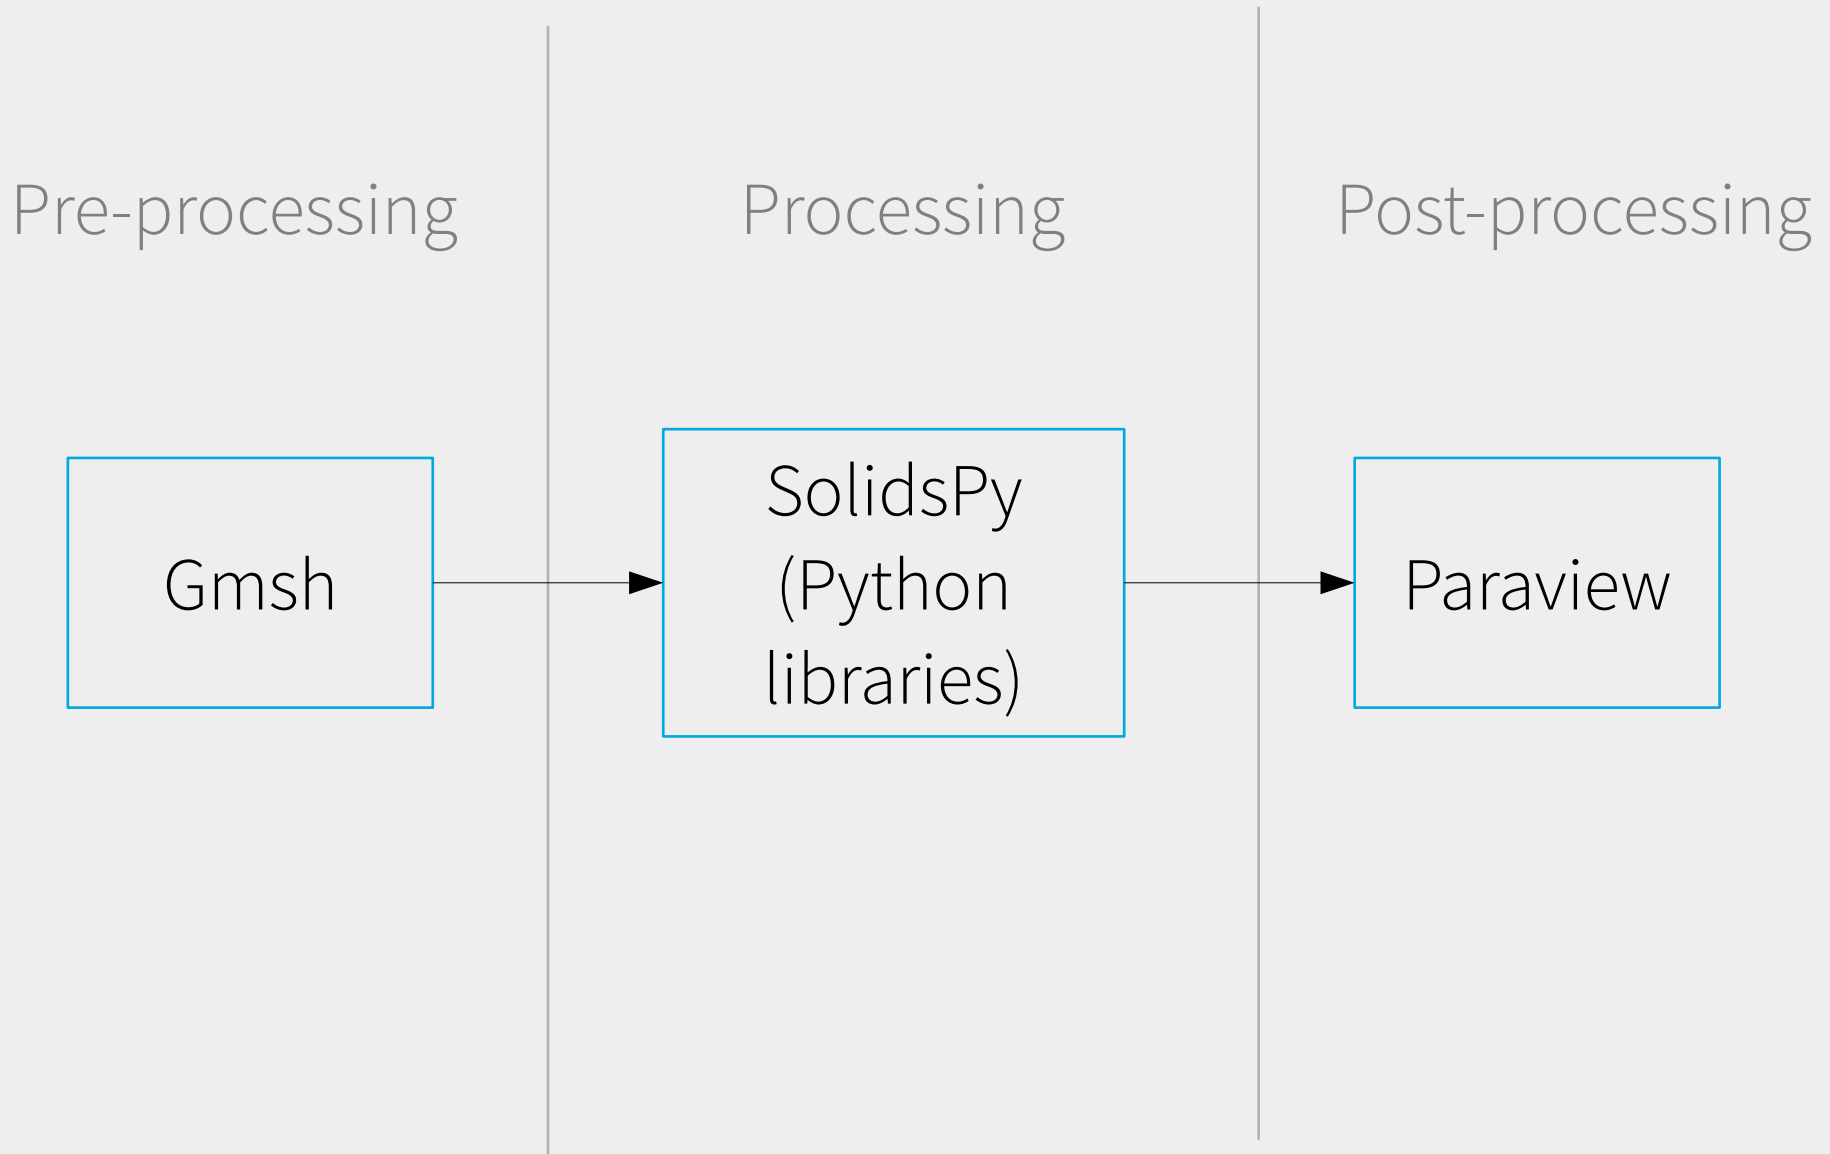 Pre-processing
Processing
Post-processing
Gmsh
SolidsPy
(Python
libraries)
Paraview